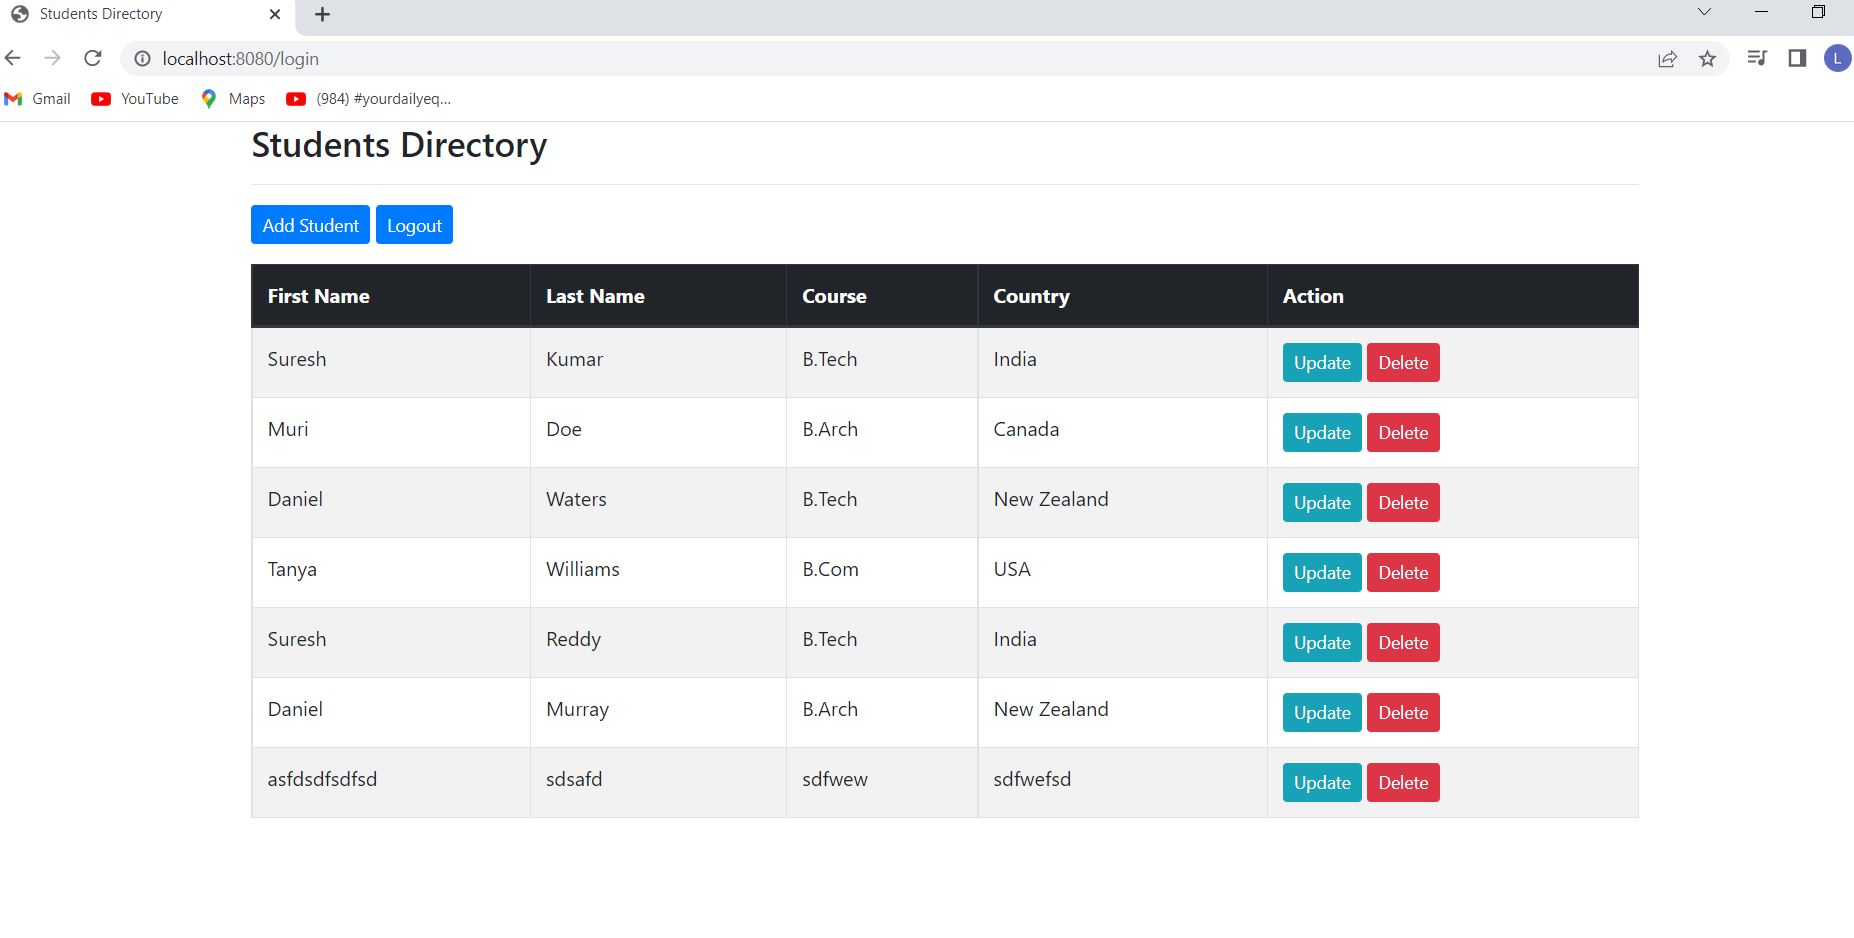 Students Directory
localhost:8080/login
L
Gmail YouTube Maps (984) #yourdailyeq...
Students Directory
Add Student Logout
First Name Last Name Course Country Action
Suresh Kumar B.Tech India Update Delete
Muri Doe B.Arch Canada Update Delete
Daniel Waters B.Tech New Zealand Update Delete
Tanya Williams B.Com USA Update Delete
Suresh Reddy B.Tech India Update Delete
Daniel Murray B.Arch New Zealand Update Delete
asfdsdfsdfsd sdsafd sdfwew sdfwefsd Update Delete